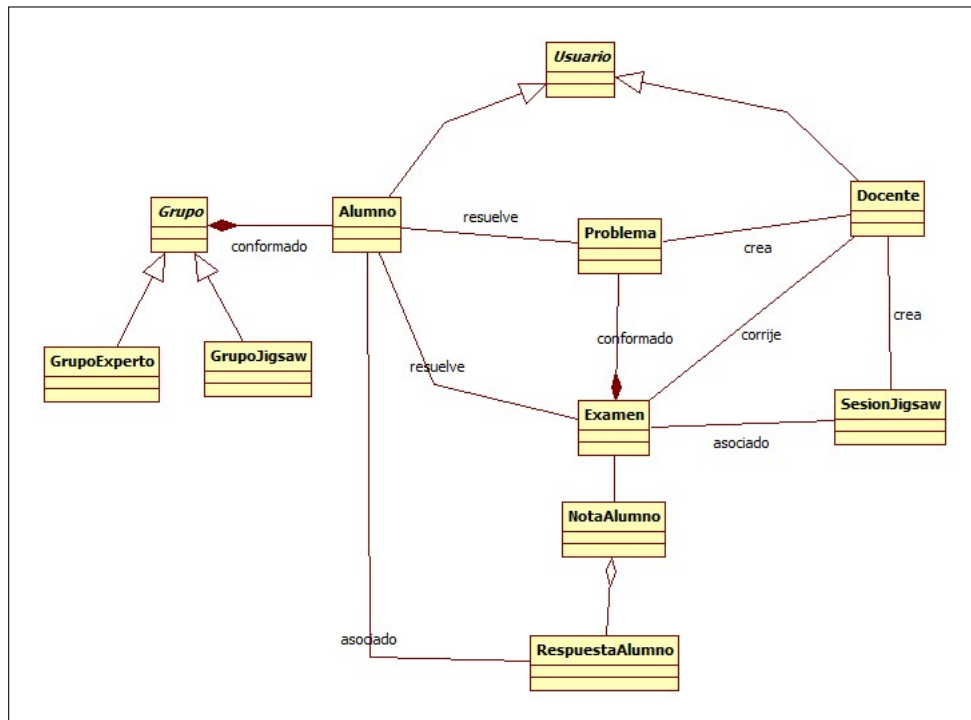 Usuario
Grupo
Alumno
Docente
resuelve
Problema
conformado
crea
GrupoExperto
GrupoJigsaw
conformado
corrije
crea
resuelve
Examen
SesionJigsaw
asociado
NotaAlumno
asociado
RespuestaAlumno